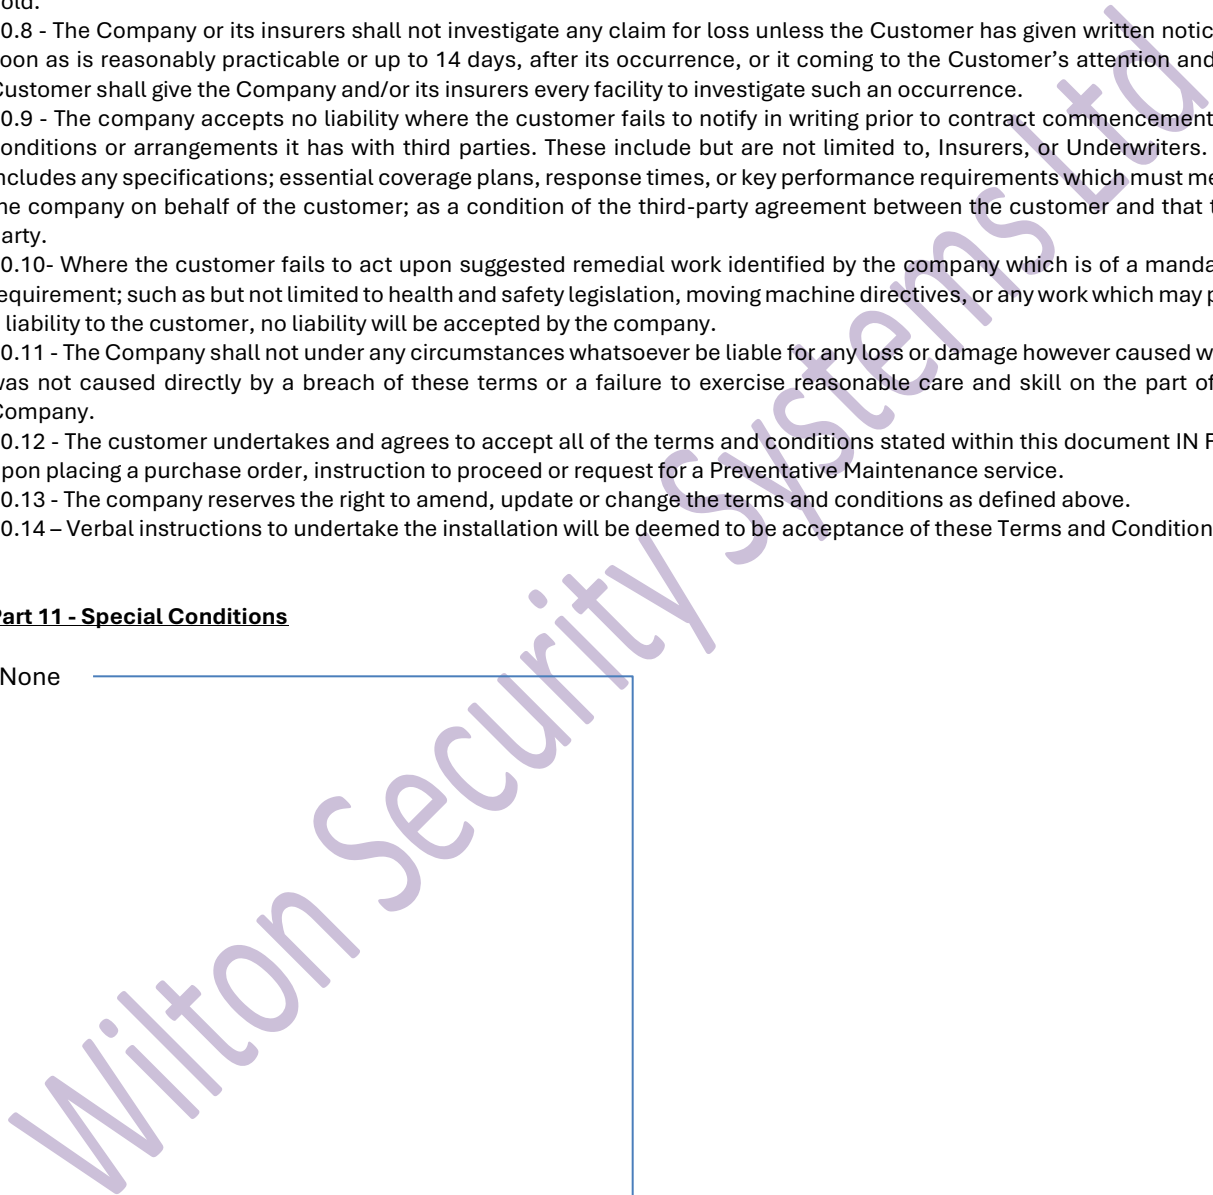 old.
0.8 - The Company or its insurers shall not investigate any claim for loss unless the Customer has given written notic
oon as is reasonably practicable or up to 14 days, after its occurrence, or it coming to the Customer’s attention and
Customer shall give the Company and/or its insurers every facility to investigate such an occurrence.
0.9 - The company accepts no liability where the customer fails to notify in writing prior to contract commencement
onditions or arrangements it has with third parties. These include but are not limited to, Insurers, or Underwriters.
ncludes any specifications; essential coverage plans, response times, or key performance requirements which must me
he company on behalf of the customer; as a condition of the third-party agreement between the customer and that t
arty.
0.10- Where the customer fails to act upon suggested remedial work identified by the company which is of a manda
equirement; such as but not limited to health and safety legislation, moving machine directives, or any work which may p
liability to the customer, no liability will be accepted by the company.
0.11 - The Company shall not under any circumstances whatsoever be liable for any loss or damage however caused w
was not caused directly by a breach of these terms or a failure to exercise reasonable care and skill on the part of
Company.
0.12 - The customer undertakes and agrees to accept all of the terms and conditions stated within this document IN F
pon placing a purchase order, instruction to proceed or request for a Preventative Maintenance service.
0.13 - The company reserves the right to amend, update or change the terms and conditions as defined above.
0.14 – Verbal instructions to undertake the installation will be deemed to be acceptance of these Terms and Condition
Part 11 - Special Conditions
None
Wilton Security Systems Ltd